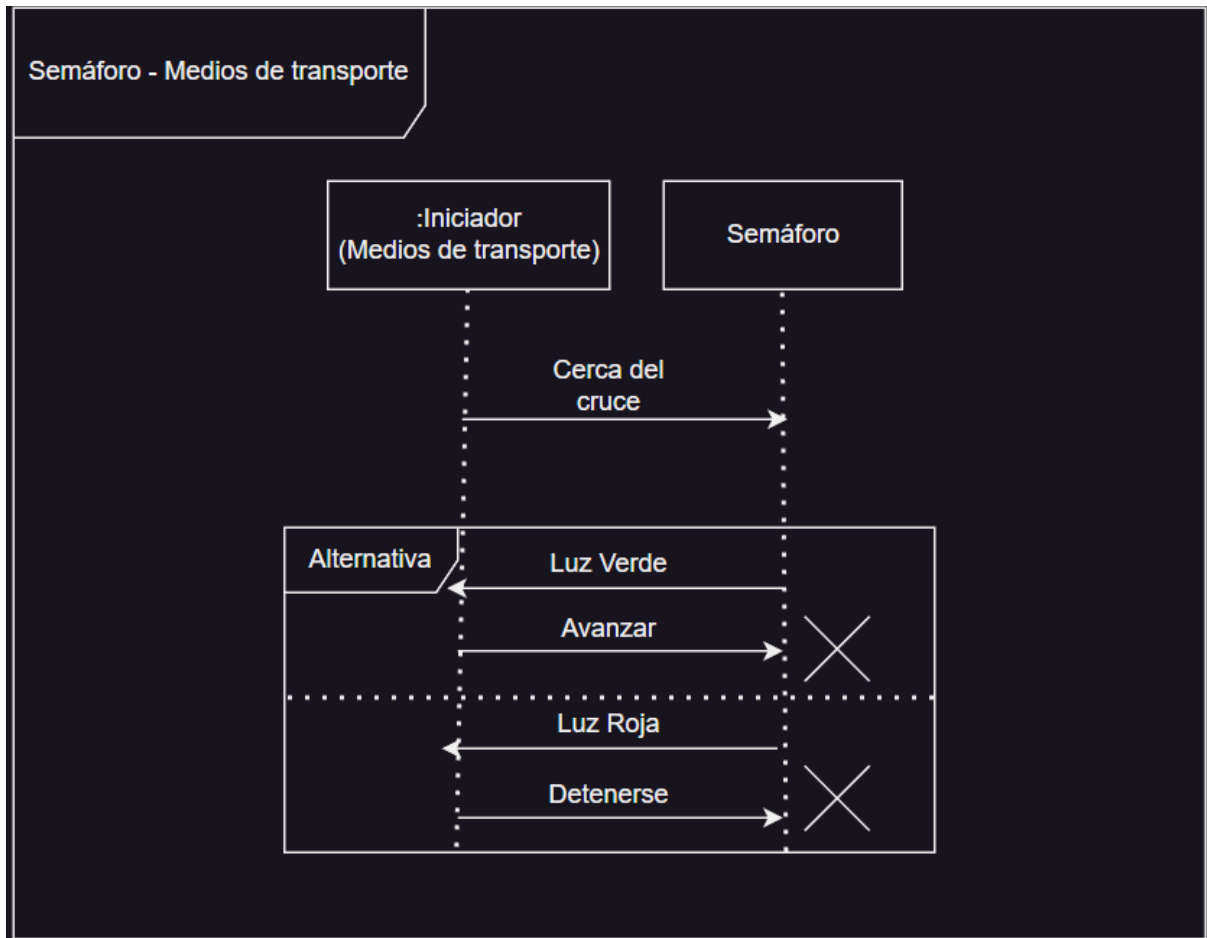 Semáforo - Medios de transporte
:Iniciador
(Medios de transporte)
Semáforo
Cerca del
cruce
Alternativa
Luz Verde
Avanzar
Luz Roja
Detenerse